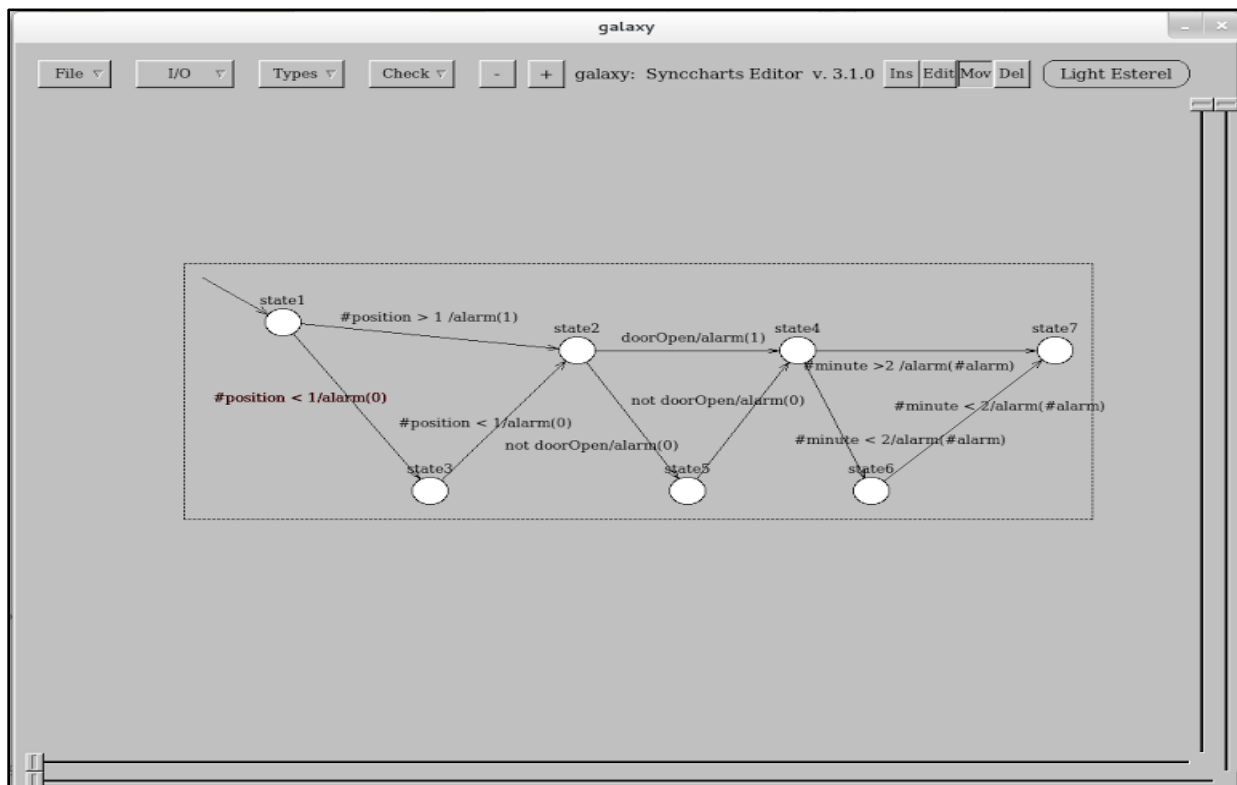 galaxy
File I/O Types Check - + galaxy: Synccharts Editor v. 3.1.0 Ins Edit Mov Del Light Esterel
state1
#position > 1 /alarm(1)
state2
doorOpen/alarm(1)
state4
state7
#minute >2 /alarm(#alarm)
#position < 1/alarm(0)
not doorOpen/alarm(0)
#minute < 2/alarm(#alarm)
#position < 1/alarm(0)
not doorOpen/alarm(0)
#minute < 2/alarm(#alarm)
state3
state5
state6